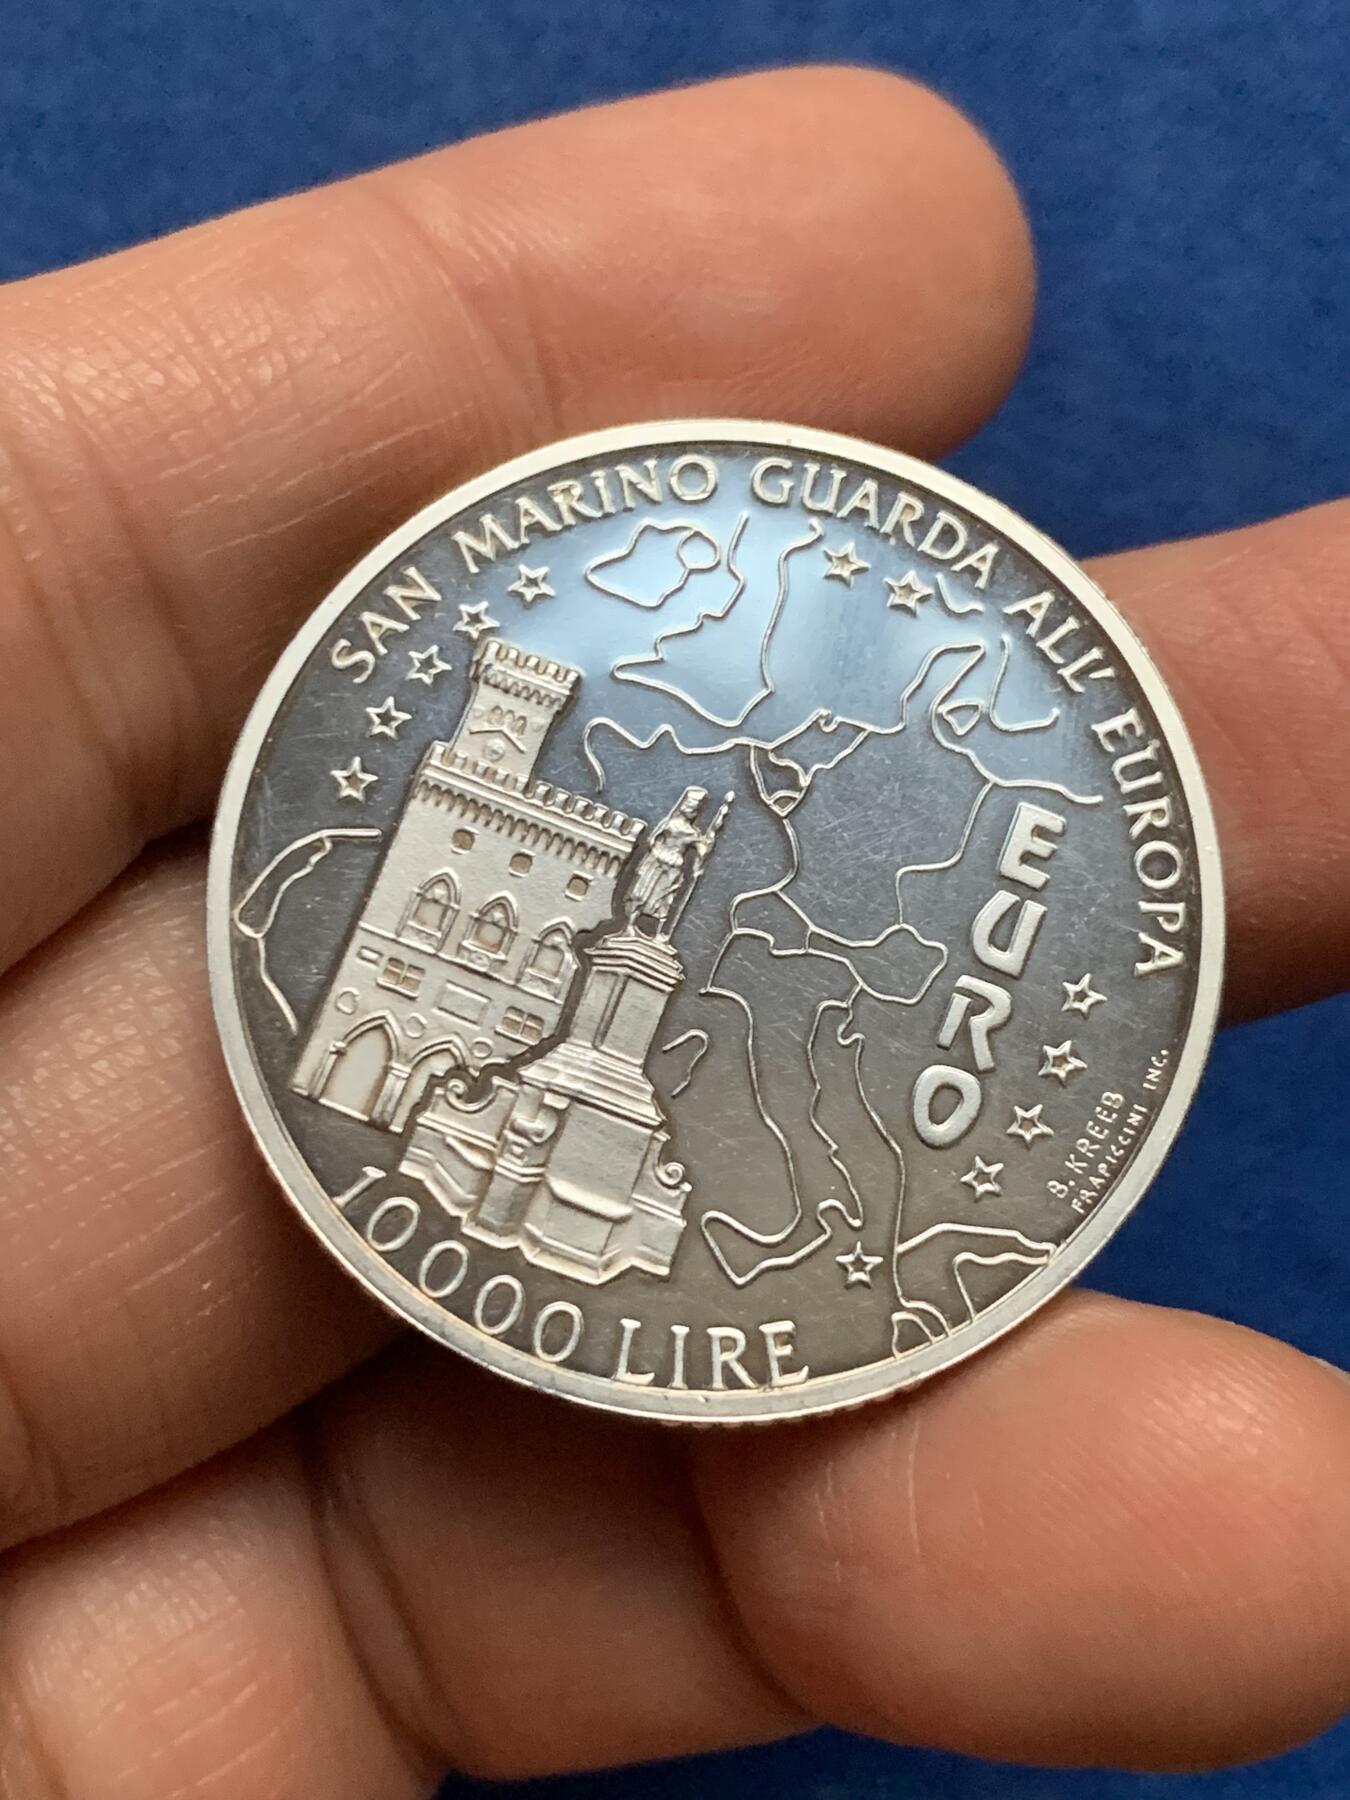 SAN MARINO GUARDA ALL' EUROPA
EURO
B. KREEB
FRAPICCINI INC.
10000 LIRE